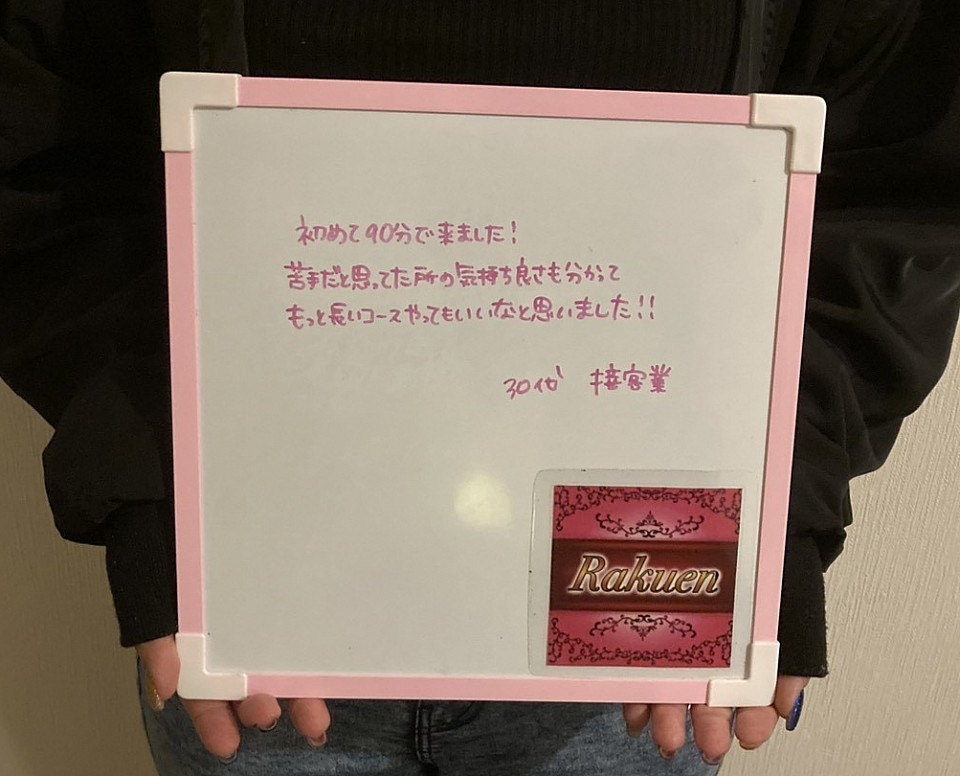 初めて90分で来ました!
苦手だと思ってた所の気持ち良さも分かって
もっと長いコースやってもいいなと思いました!!
30代 接客業
Rakuen